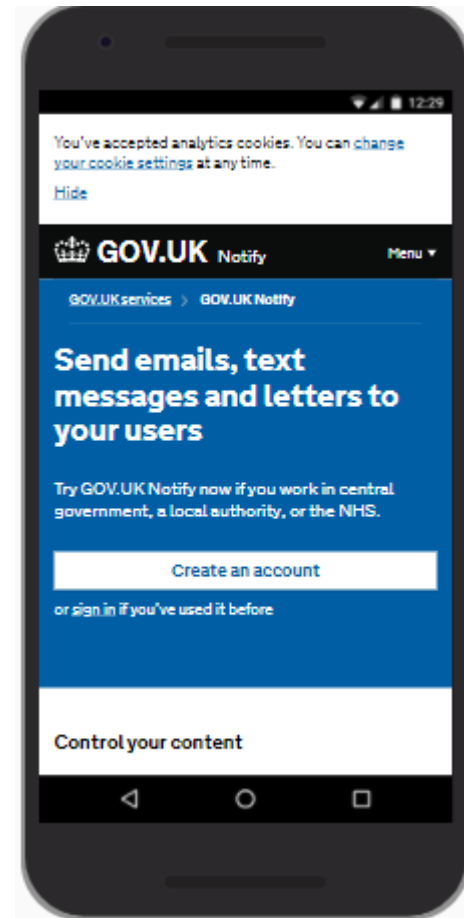 12:29
You've accepted analytics cookies. You can change
your cookie settings at any time.
Hide
GOV.UK Notify
Menu ▼
GOV.UK services > GOV.UK Notify
Send emails, text
messages and letters to
your users
Try GOV.UK Notify now if you work in central
government, a local authority, or the NHS.
Create an account
or sign in if you've used it before
Control your content